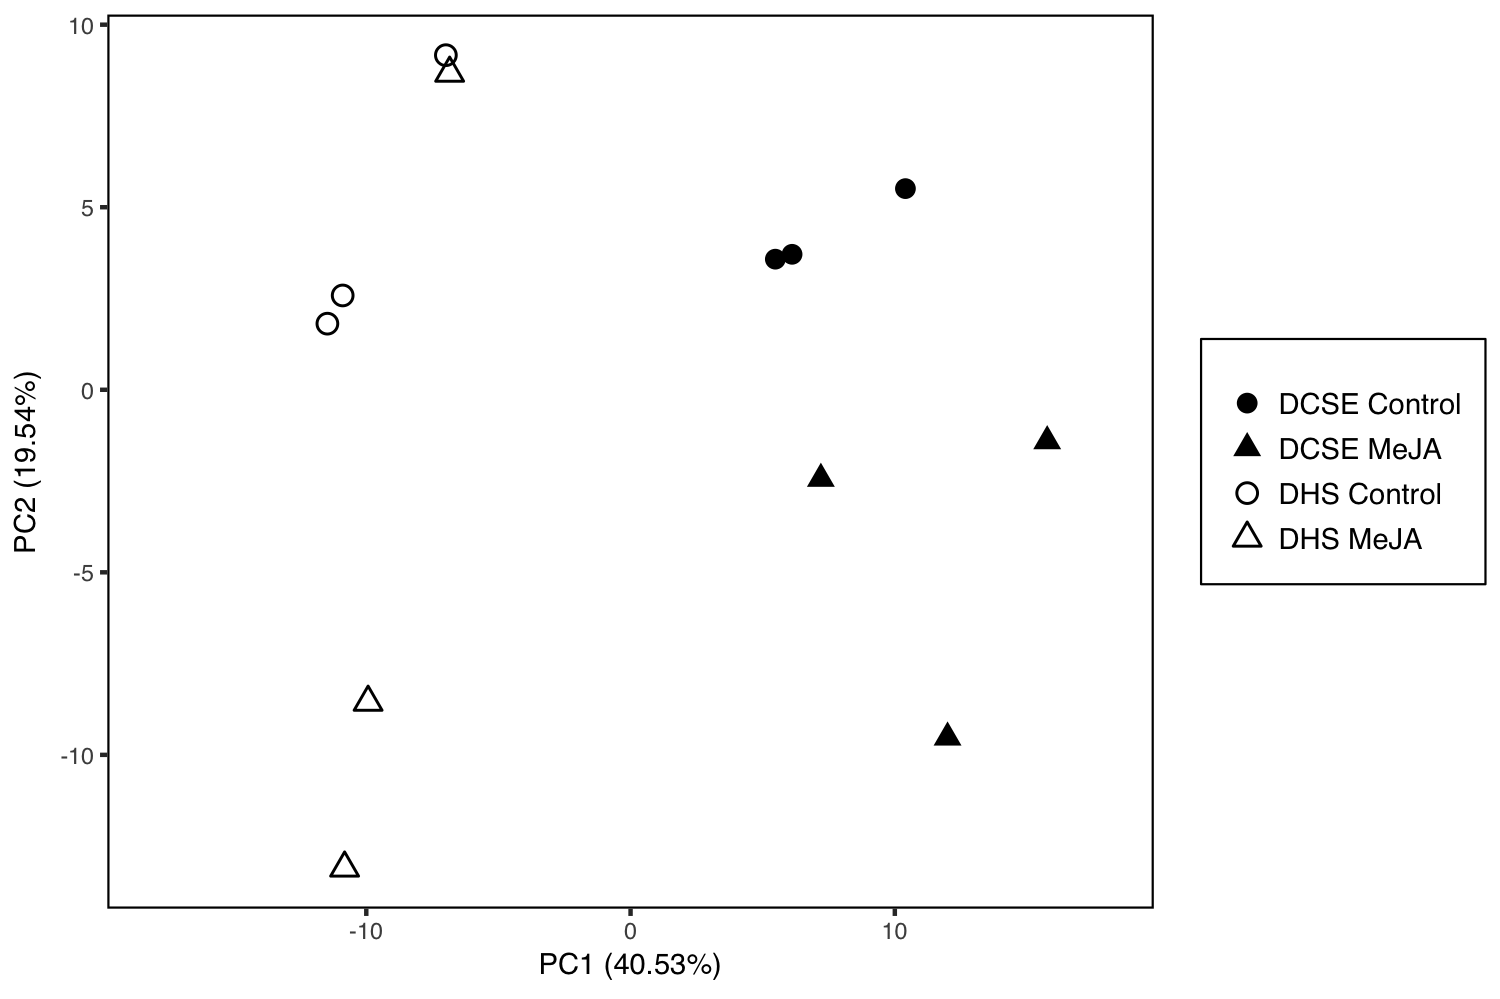 10
5
0
-5
-10
PC2 (19.54%)
-10
0
10
PC1 (40.53%)
DCSE Control
DCSE MeJA
DHS Control
DHS MeJA